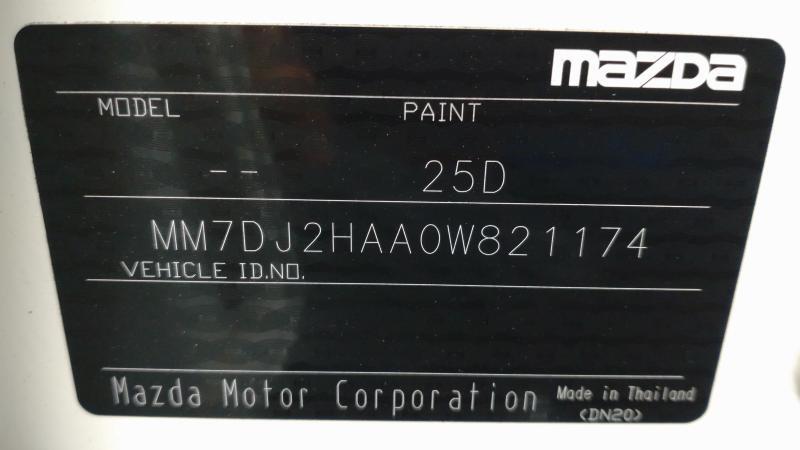 mazda
MODEL PAINT
-- 25D
MM7DJ2HAA0W821174
VEHICLE ID.NO.
Mazda Motor Corporation Made in Thailand
(DN20)